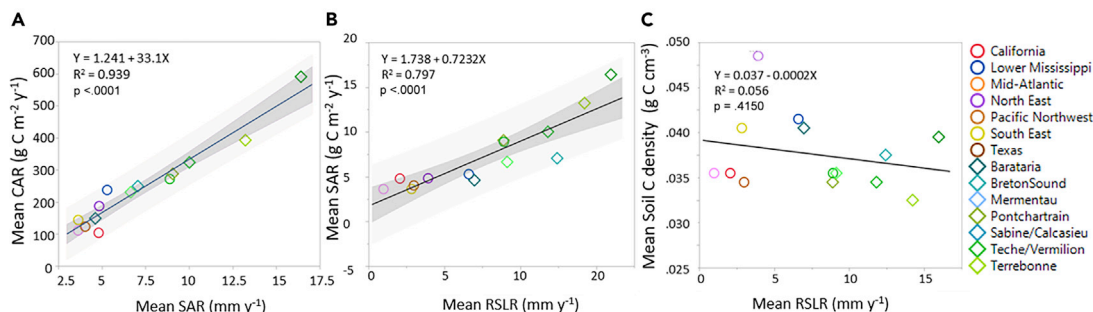 A
Mean CAR (g C m⁻² y⁻¹)
700
600
500
400
300
200
100
0
Y = 1.241 + 33.1X
R² = 0.939
p <.0001
2.5
5.0
7.5
10.0
12.5
15.0
17.5
Mean SAR (mm y⁻¹)
B
Mean SAR (g C m⁻² y⁻¹)
20
15
10
5
0
-5
Y = 1.738 + 0.7232X
R² = 0.797
p <.0001
0
5
10
20
Mean RSLR (mm y⁻¹)
C
Mean Soil C density (g C cm⁻³)
.050
.040
.035
.030
.025
Y = 0.037 - 0.0002X
R² = 0.056
p = .4150
0
5
10
15
Mean RSLR (mm y⁻¹)
California
Lower Mississippi
Mid-Atlantic
North East
Pacific Northwest
South East
Texas
Barataria
BretonSound
Mermentau
Pontchartrain
Sabine/Calcasieu
Teche/Vermilion
Terrebonne